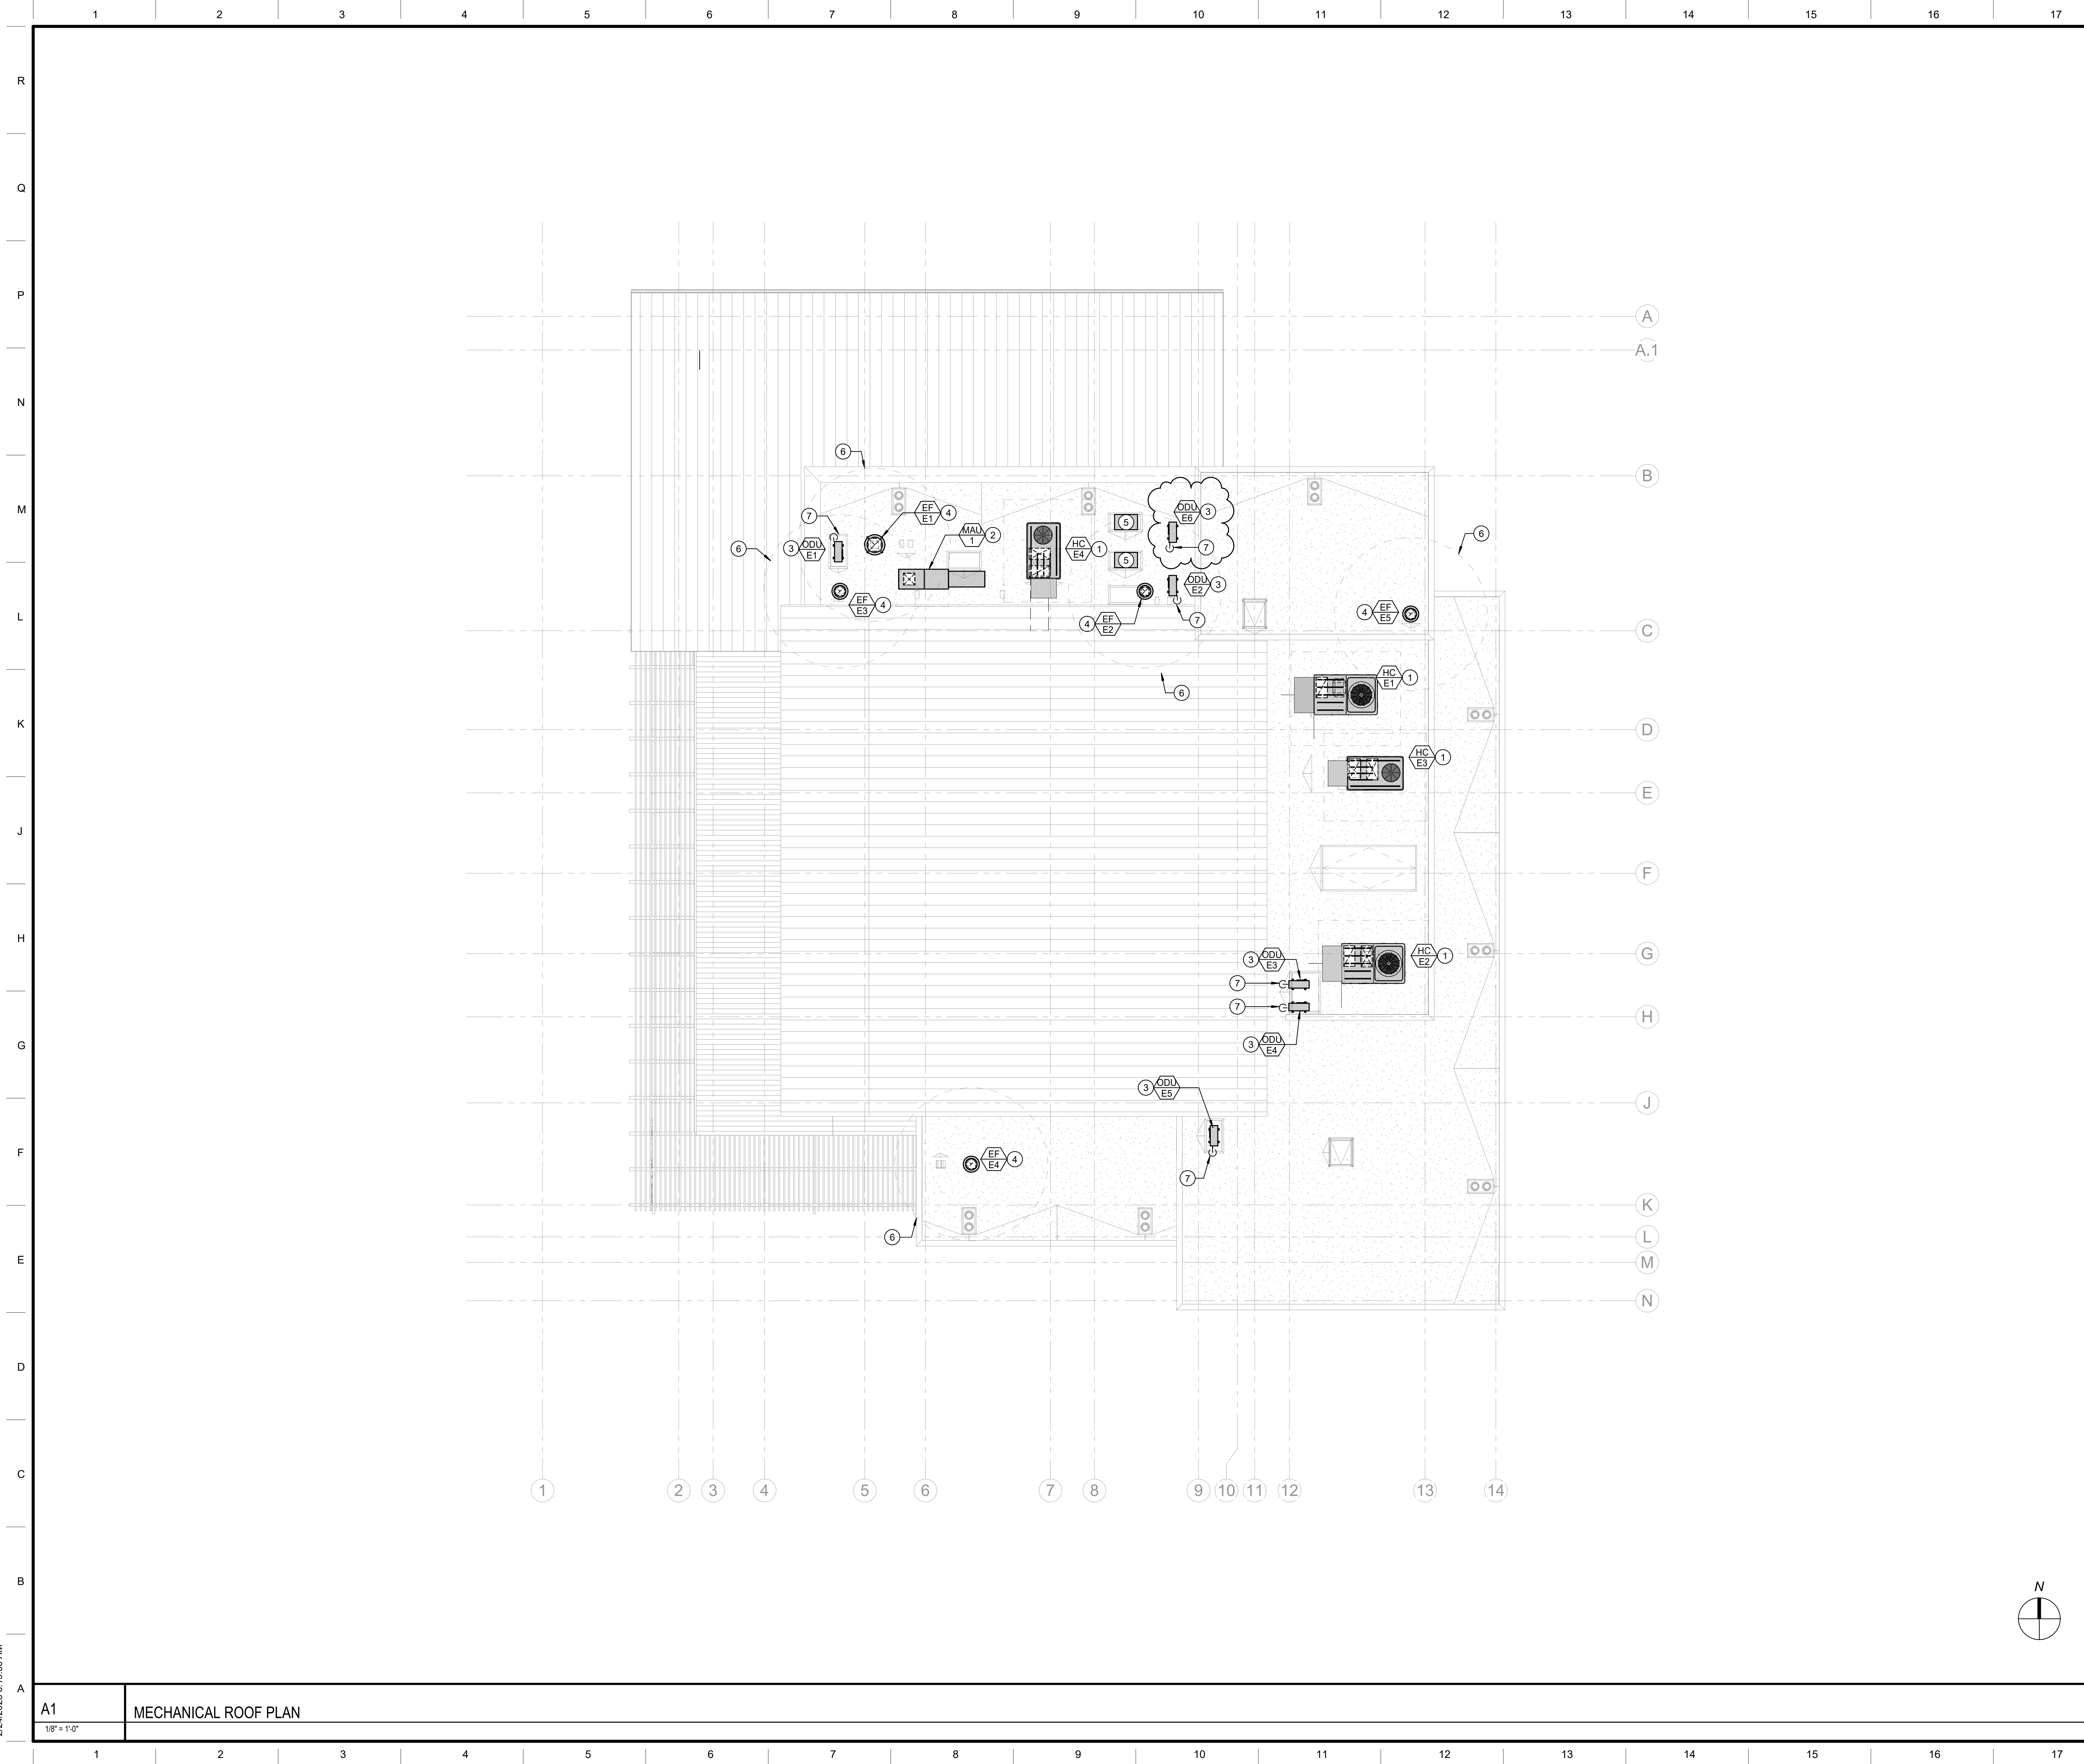 1 2 3 4 5 6 7 8 9 10 11 12 13 14 15 16 17
R
Q
P
N
M
L
K
J
H
G
F
E
D
C
B
A
A
A.1
B
C
D
E
F
G
H
J
K
L
M
N
6
7
EF
E1
4
ODU
E6
3
6
3
ODU
E1
MAU
1
2
HC
E4
1
5
5
7
6
EF
E3
4
ODU
E2
3
7
4
EF
E2
4
EF
E5
6
HC
E1
1
HC
E3
1
3
ODU
E3
HC
E2
1
7
7
3
ODU
E4
3
ODU
E5
EF
E4
4
7
6
1 2 3 4 5 6 7 8 9 10 11 12 13 14
N
A1
MECHANICAL ROOF PLAN
1/8" = 1'-0"
1 2 3 4 5 6 7 8 9 10 11 12 13 14 15 16 17